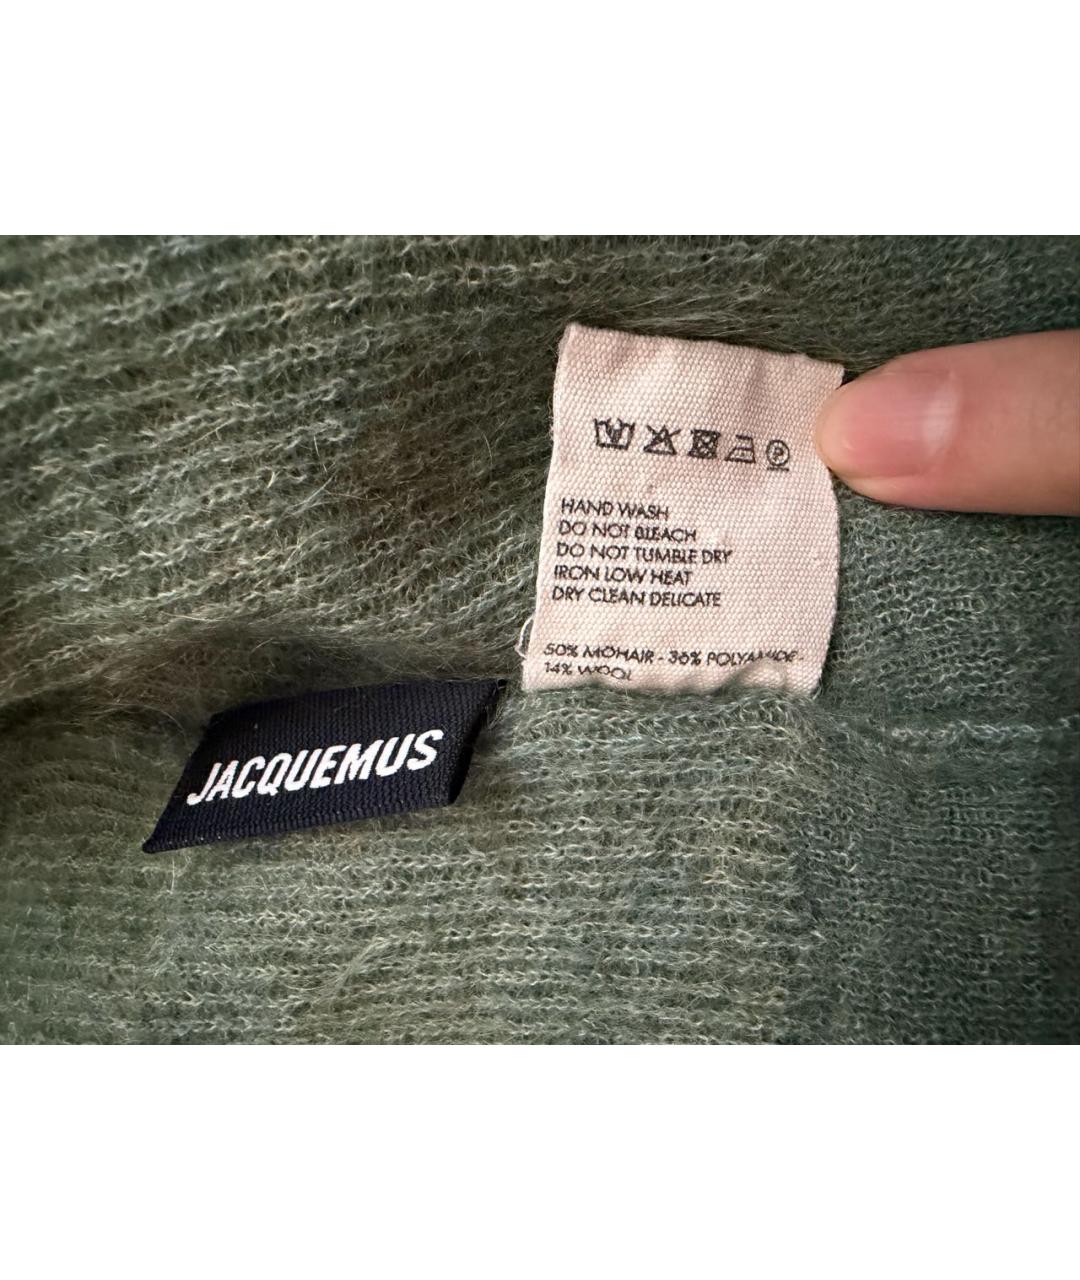 HAND WASH
DO NOT BLEACH
DO NOT TUMBLE DRY
IRON LOW HEAT
DRY CLEAN DELICATE
50% MOHAIR - 36% POLYAMIDE -
14% WOOL
JACQUEMUS